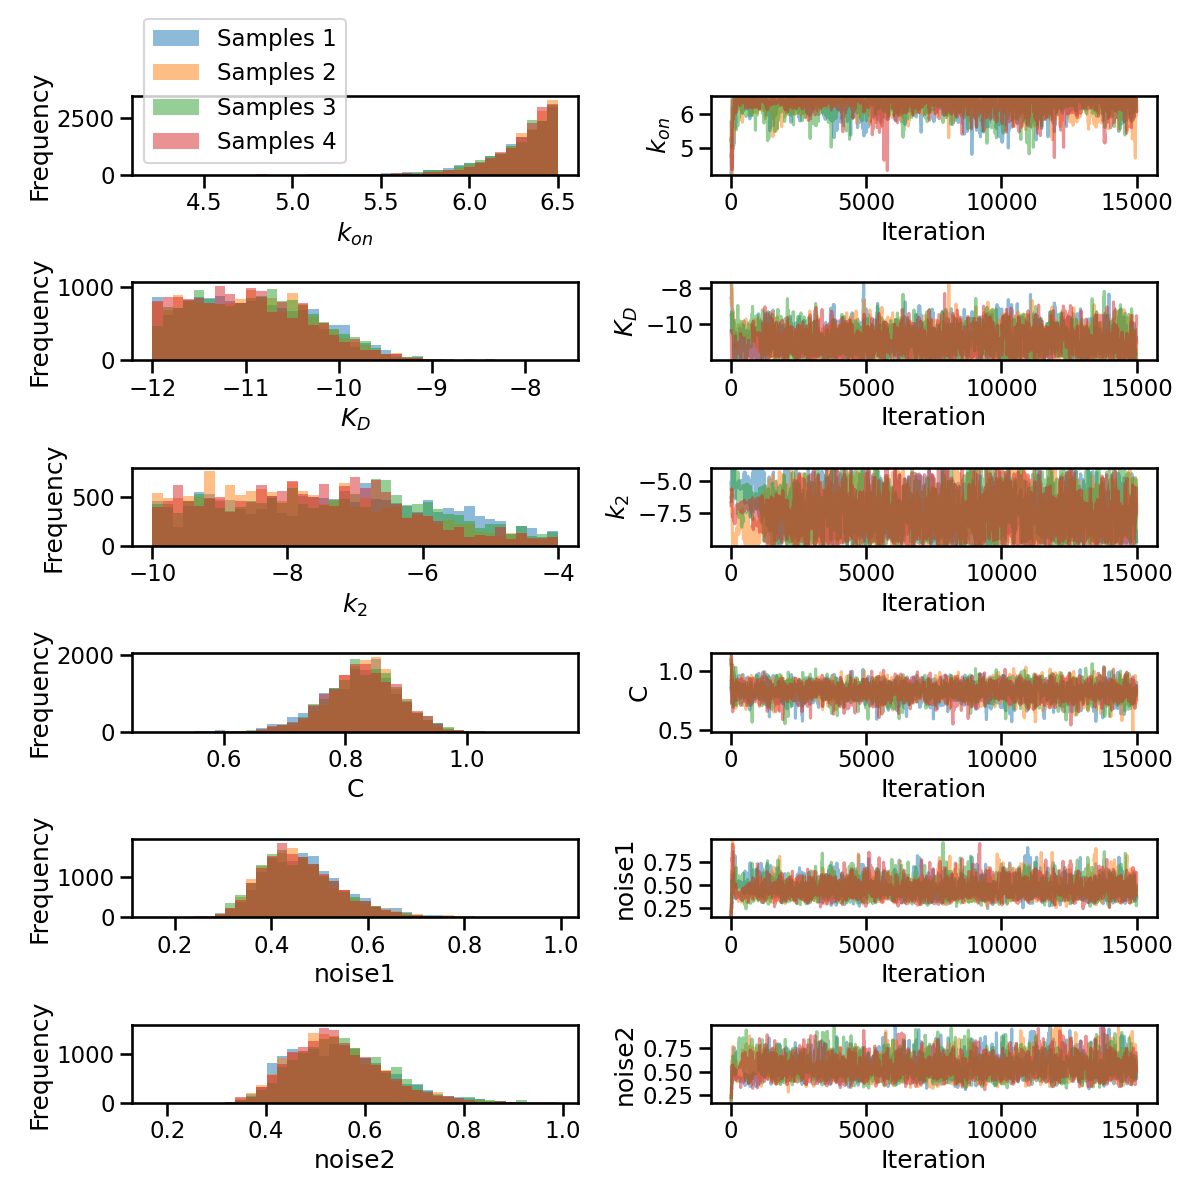 Samples 1
Samples 2
Samples 3
Samples 4
Frequency
2500
0
4.5 5.0 5.5 6.0 6.5
k_on
k_on
6
5
0 5000 10000 15000
Iteration
Frequency
1000
0
−12 −11 −10 −9 −8
K_D
K_D
−8
−10
0 5000 10000 15000
Iteration
Frequency
500
0
−10 −8 −6 −4
k_2
k_2
−5.0
−7.5
0 5000 10000 15000
Iteration
Frequency
2000
0
0.6 0.8 1.0
C
C
1.0
0.5
0 5000 10000 15000
Iteration
Frequency
1000
0
0.2 0.4 0.6 0.8 1.0
noise1
noise1
0.75
0.50
0.25
0 5000 10000 15000
Iteration
Frequency
1000
0
0.2 0.4 0.6 0.8 1.0
noise2
noise2
0.75
0.50
0.25
0 5000 10000 15000
Iteration